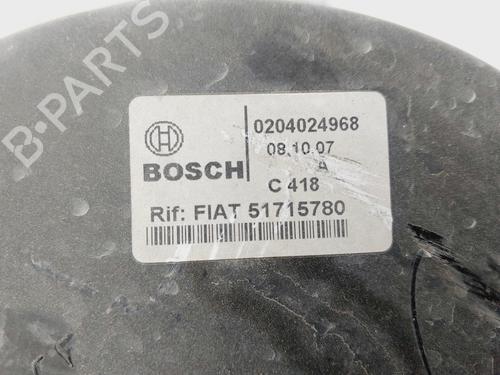 B-PARTS
BOSCH
0204024968
08.10.07
A
C 418
Rif: FIAT 51715780